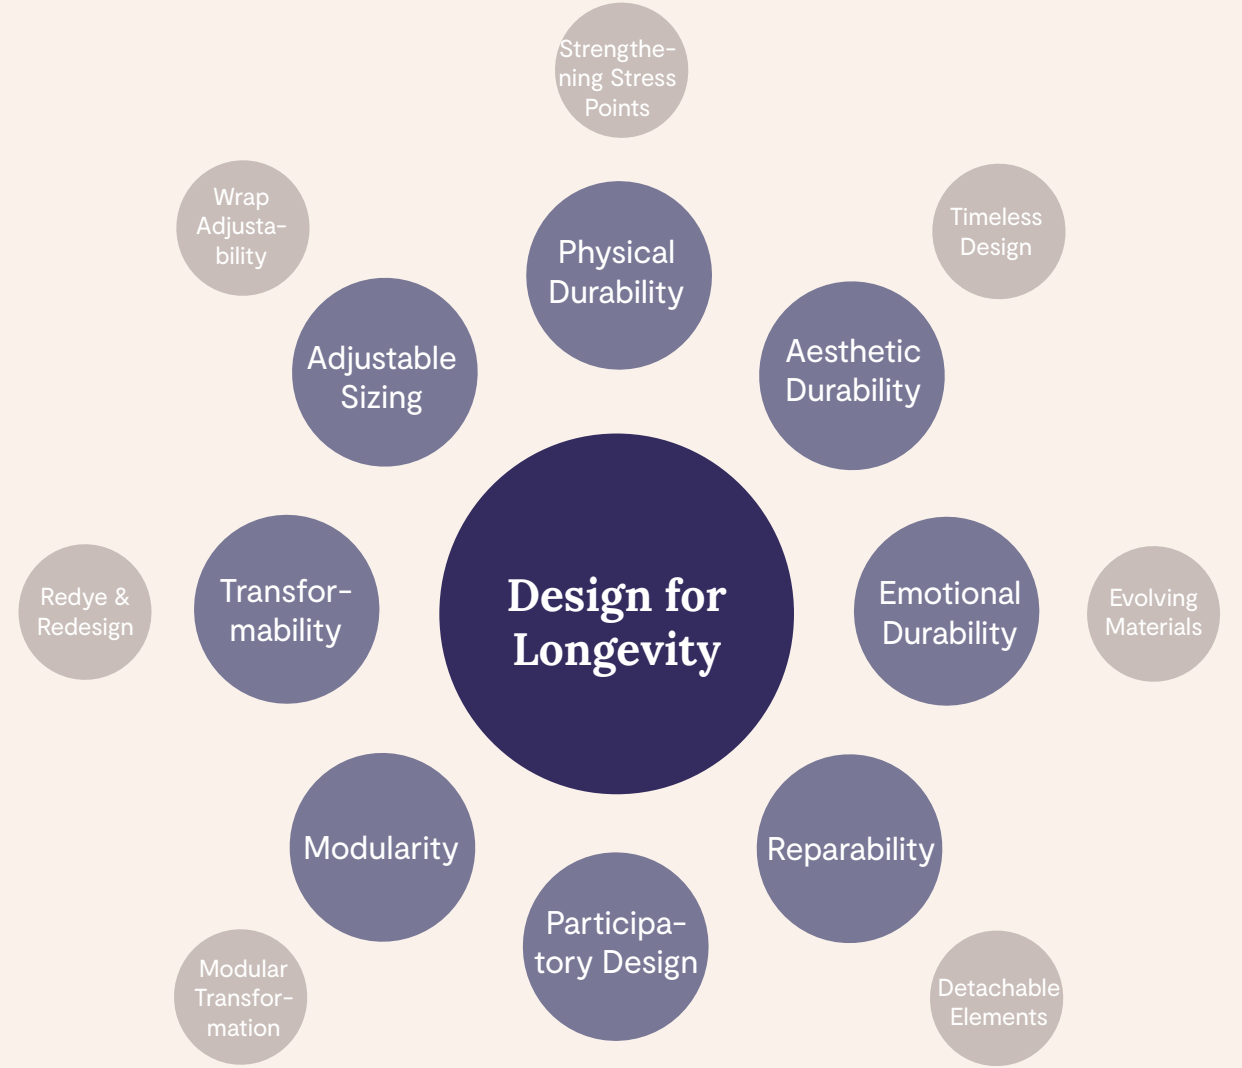 Strengthe-
ning Stress
Points
Wrap
Adjusta-
bility
Timeless
Design
Physical
Durability
Adjustable
Sizing
Aesthetic
Durability
Redye &
Redesign
Transfor-
mability
Design for
Longevity
Emotional
Durability
Evolving
Materials
Modularity
Reparability
Participa-
tory Design
Modular
Transfor-
mation
Detachable
Elements